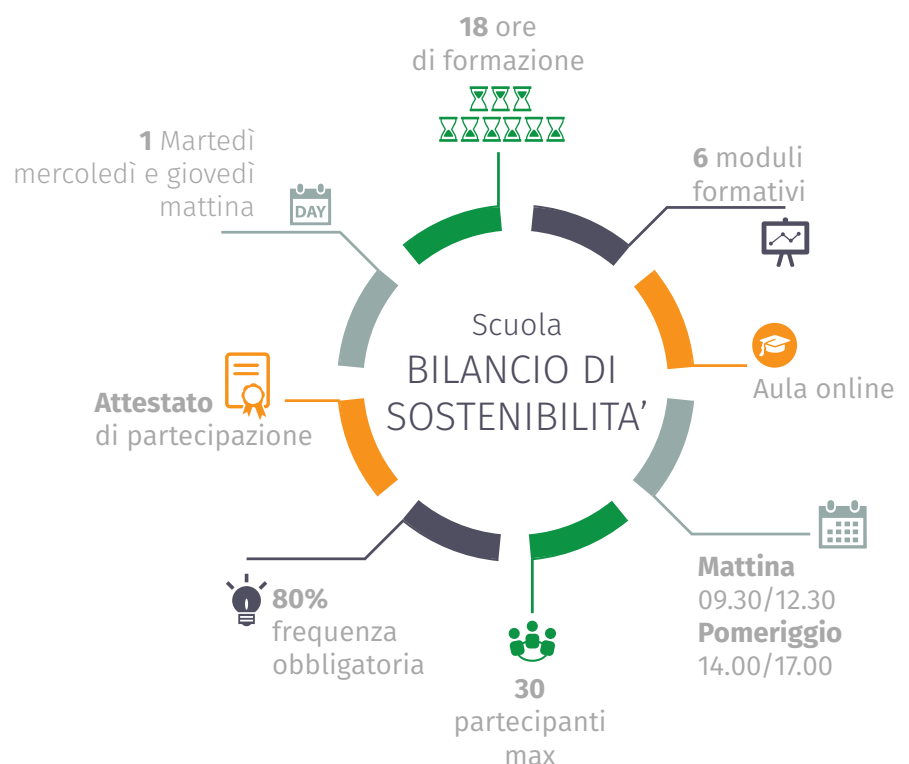 18 ore
di formazione
6 moduli
formativi
Aula online
Mattina
09.30/12.30
Pomeriggio
14.00/17.00
30
partecipanti
max
80%
frequenza
obbligatoria
Attestato
di partecipazione
1 Martedì
mercoledì e giovedì
mattina
DAY
Scuola
BILANCIO DI
SOSTENIBILITA’